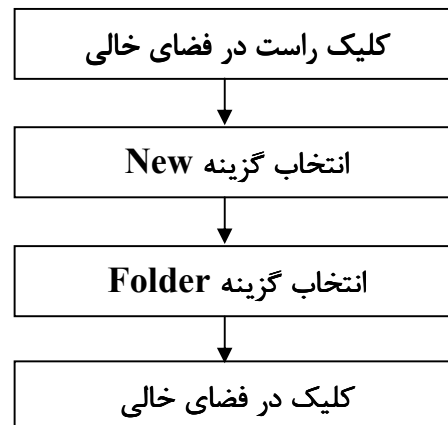 کلیک راست در فضای خالی
انتخاب گزینه New
انتخاب گزینه Folder
کلیک در فضای خالی